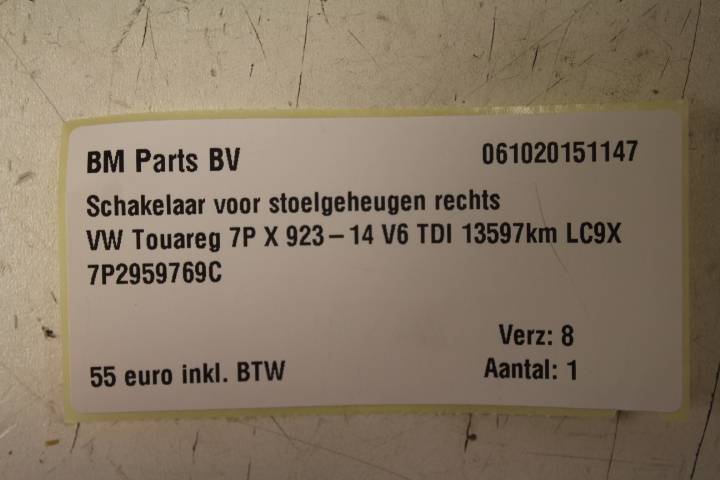 BM Parts BV 061020151147
Schakelaar voor stoelgeheugen rechts
VW Touareg 7P X 923-14 V6 TDI 13597km LC9X
7P2959769C
Verz: 8
55 euro inkl. BTW Aantal: 1